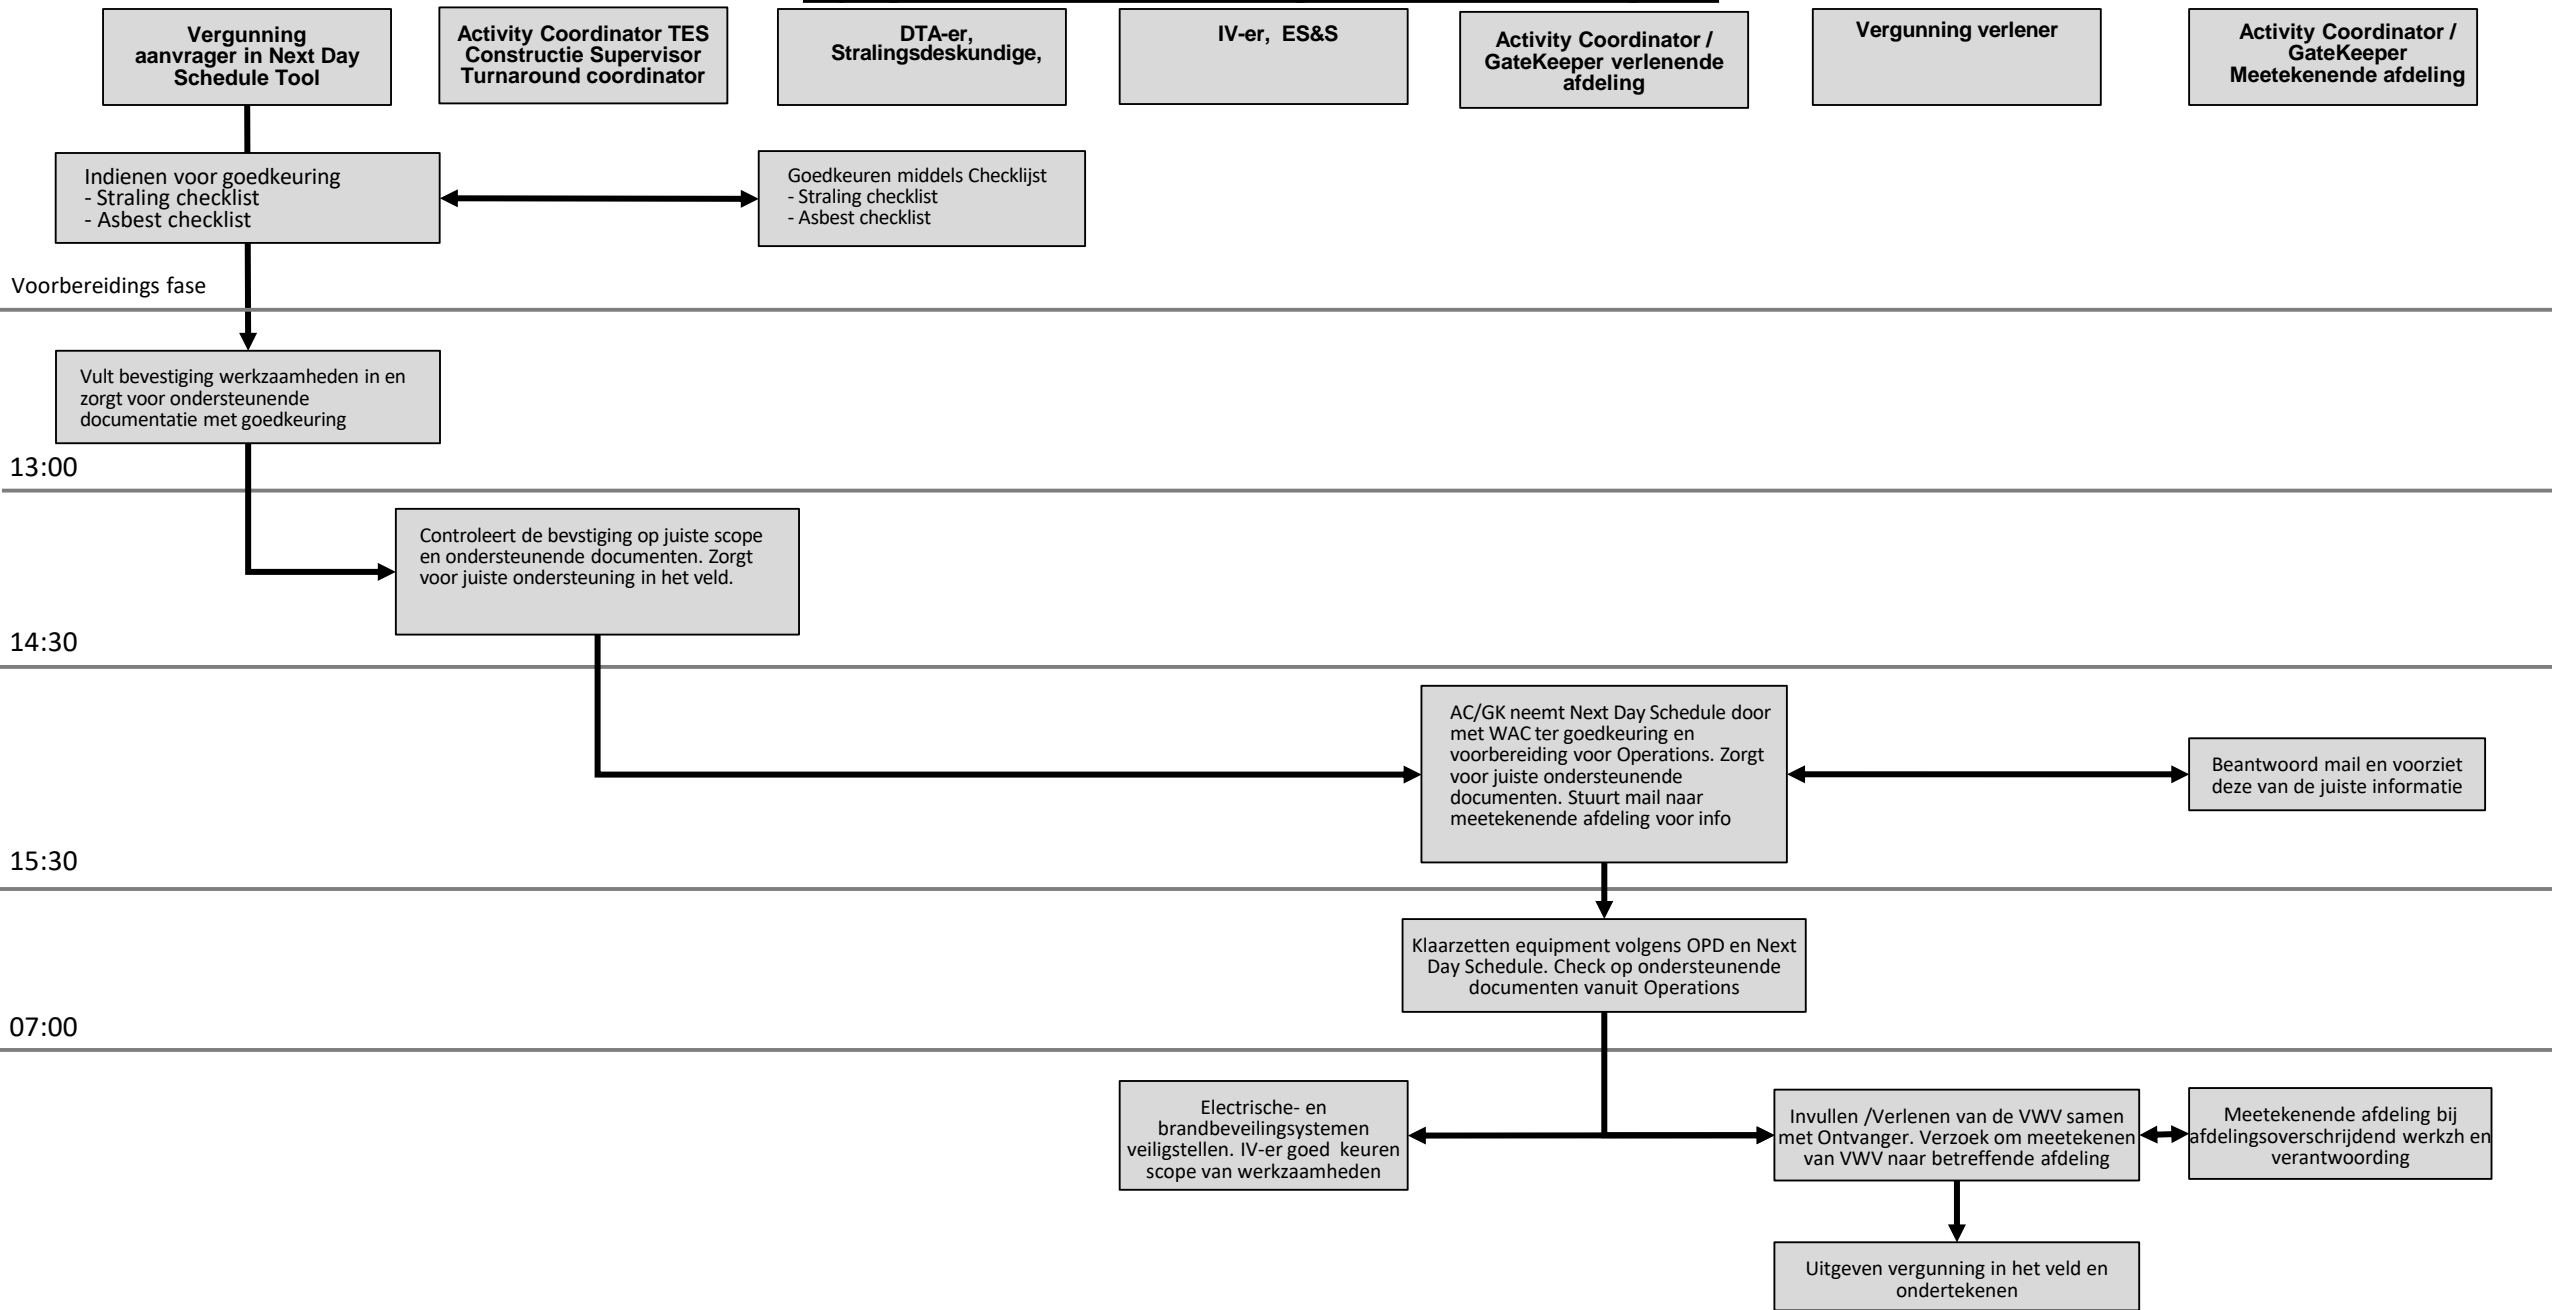 Vergunning
aanvrager in Next Day
Schedule Tool
Activity Coordinator TES
Constructie Supervisor
Turnaround coordinator
DTA-er,
Stralingsdeskundige,
IV-er, ES&S
Activity Coordinator /
GateKeeper verlenende
afdeling
Vergunning verlener
Activity Coordinator /
GateKeeper
Meetekenende afdeling
Indienen voor goedkeuring
- Straling checklist
- Asbest checklist
Goedkeuren middels Checklijst
- Straling checklist
- Asbest checklist
Voorbereidings fase
Vult bevestiging werkzaamheden in en
zorgt voor ondersteunende
documentatie met goedkeuring
13:00
Controleert de bevstiging op juiste scope
en ondersteunende documenten. Zorgt
voor juiste ondersteuning in het veld.
14:30
AC/GK neemt Next Day Schedule door
met WAC ter goedkeuring en
voorbereiding voor Operations. Zorgt
voor juiste ondersteunende
documenten. Stuurt mail naar
meetekenende afdeling voor info
Beantwoord mail en voorziet
deze van de juiste informatie
15:30
Klaarzetten equipment volgens OPD en Next
Day Schedule. Check op ondersteunende
documenten vanuit Operations
07:00
Electrische- en
brandbeveilingsystemen
veiligstellen. IV-er goed keuren
scope van werkzaamheden
Invullen /Verlenen van de VWV samen
met Ontvanger. Verzoek om meetekenen
van VWV naar betreffende afdeling
Meetekenende afdeling bij
afdelingsoverschrijdend werkzh en
verantwoording
Uitgeven vergunning in het veld en
ondertekenen